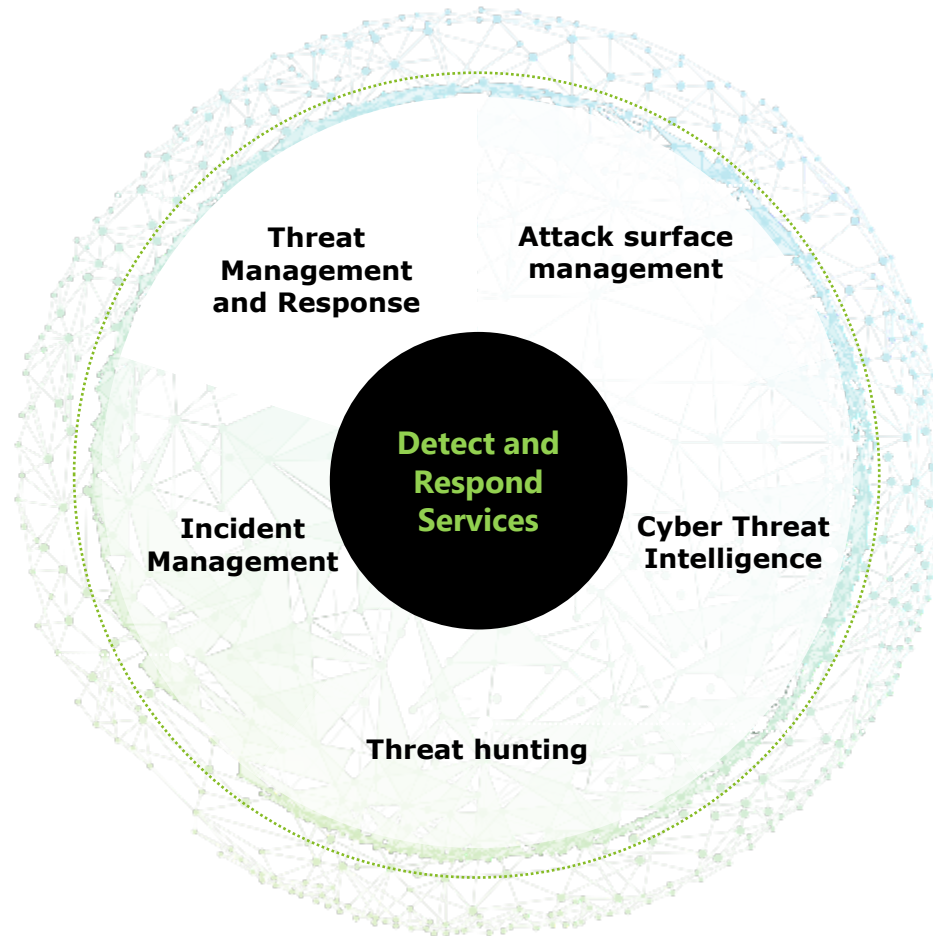 Threat
Management
and Response
Attack surface
management
Detect and
Respond
Services
Incident
Management
Cyber Threat
Intelligence
Threat hunting